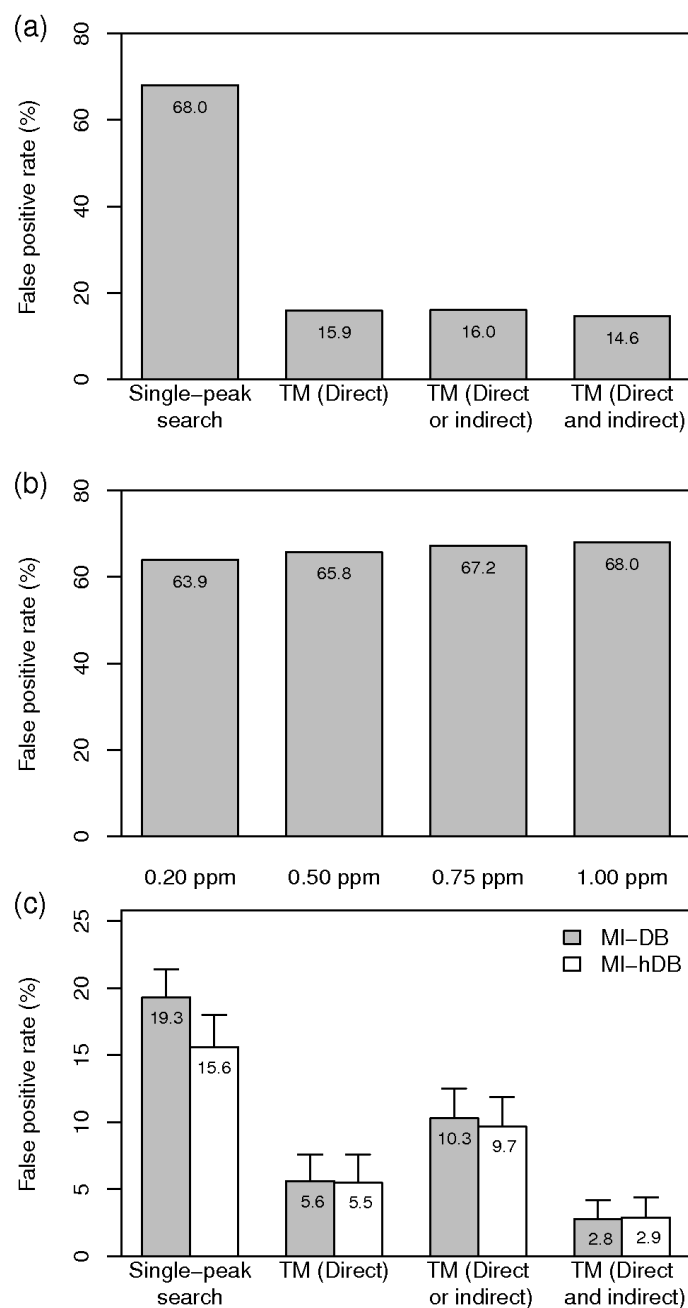 (a)
False positive rate (%)
80
60
40
20
0
68.0
15.9
16.0
14.6
Single–peak search
TM (Direct)
TM (Direct or indirect)
TM (Direct and indirect)
(b)
False positive rate (%)
80
60
40
20
0
63.9
65.8
67.2
68.0
0.20 ppm
0.50 ppm
0.75 ppm
1.00 ppm
(c)
False positive rate (%)
25
20
15
10
5
0
MI–DB
MI–hDB
19.3
15.6
5.6
5.5
10.3
9.7
2.8
2.9
Single–peak search
TM (Direct)
TM (Direct or indirect)
TM (Direct and indirect)